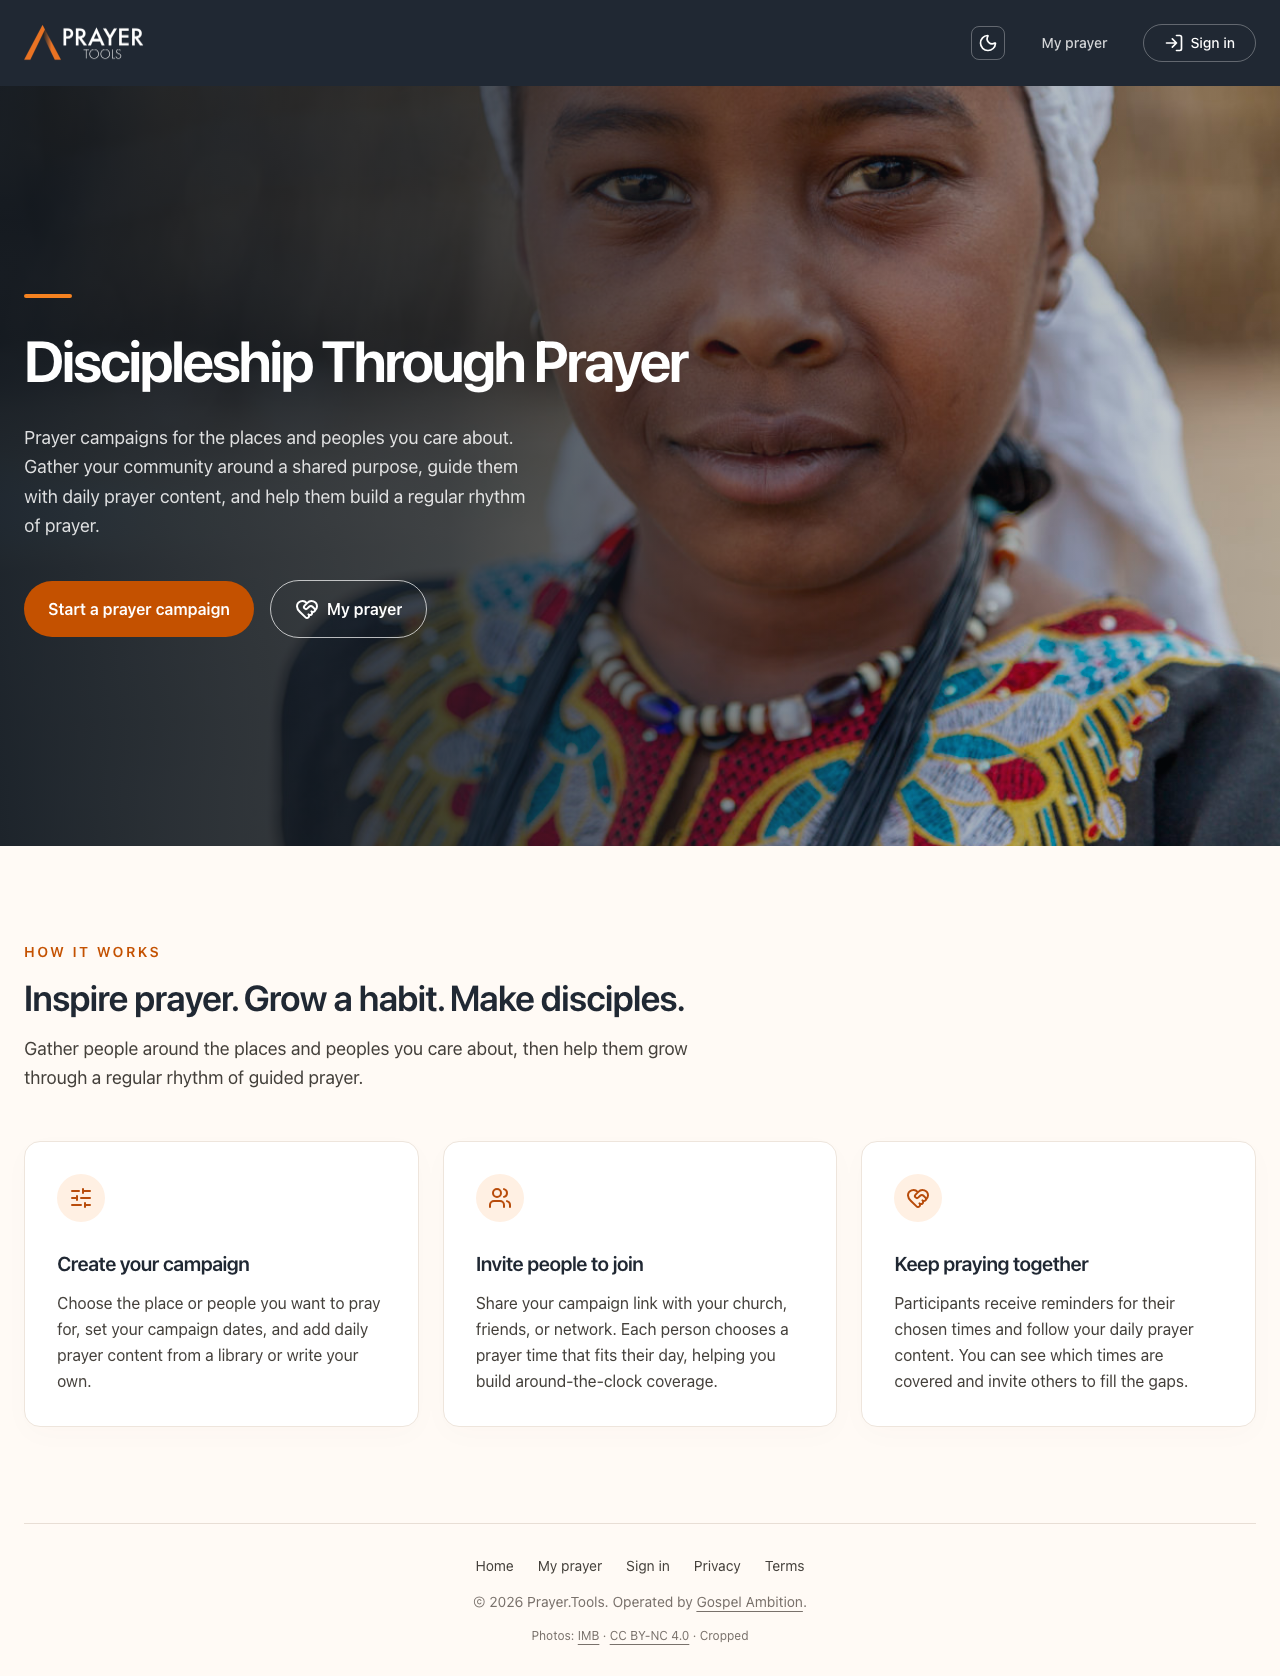 PRAYER
TOOLS
My prayer
Sign in
Discipleship Through Prayer
Prayer campaigns for the places and peoples you care about.
Gather your community around a shared purpose, guide them
with daily prayer content, and help them build a regular rhythm
of prayer.
Start a prayer campaign
My prayer
HOW IT WORKS
Inspire prayer. Grow a habit. Make disciples.
Gather people around the places and peoples you care about, then help them grow
through a regular rhythm of guided prayer.
Create your campaign
Choose the place or people you want to pray
for, set your campaign dates, and add daily
prayer content from a library or write your
own.
Invite people to join
Share your campaign link with your church,
friends, or network. Each person chooses a
prayer time that fits their day, helping you
build around-the-clock coverage.
Keep praying together
Participants receive reminders for their
chosen times and follow your daily prayer
content. You can see which times are
covered and invite others to fill the gaps.
Home My prayer Sign in Privacy Terms
© 2026 Prayer.Tools. Operated by Gospel Ambition.
Photos: IMB · CC BY-NC 4.0 · Cropped